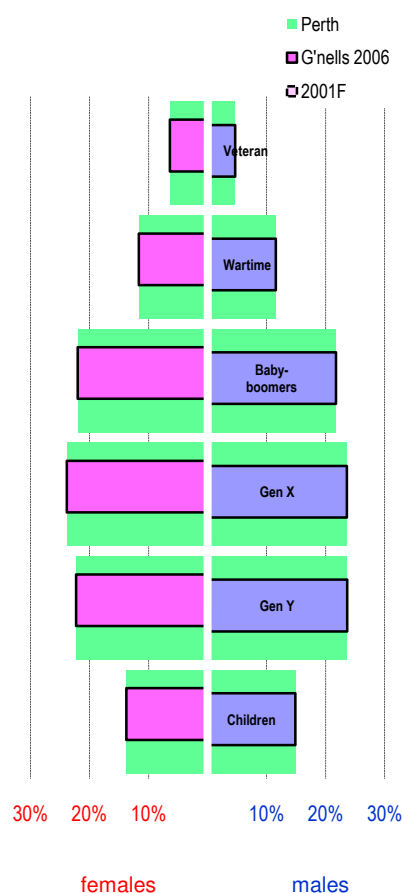 Perth
G'nells 2006
2001F
Veteran
Wartime
Baby-
boomers
Gen X
Gen Y
Children
30% 20% 10% 10% 20% 30%
females males